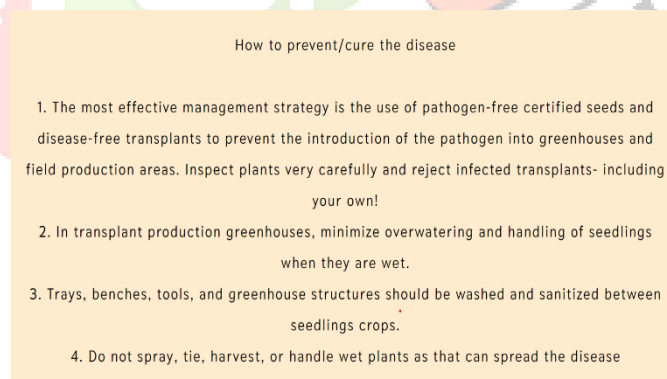 How to prevent/cure the disease
1. The most effective management strategy is the use of pathogen-free certified seeds and
disease-free transplants to prevent the introduction of the pathogen into greenhouses and
field production areas. Inspect plants very carefully and reject infected transplants- including
your own!
2. In transplant production greenhouses, minimize overwatering and handling of seedlings
when they are wet.
3. Trays, benches, tools, and greenhouse structures should be washed and sanitized between
seedlings crops.
4. Do not spray, tie, harvest, or handle wet plants as that can spread the disease